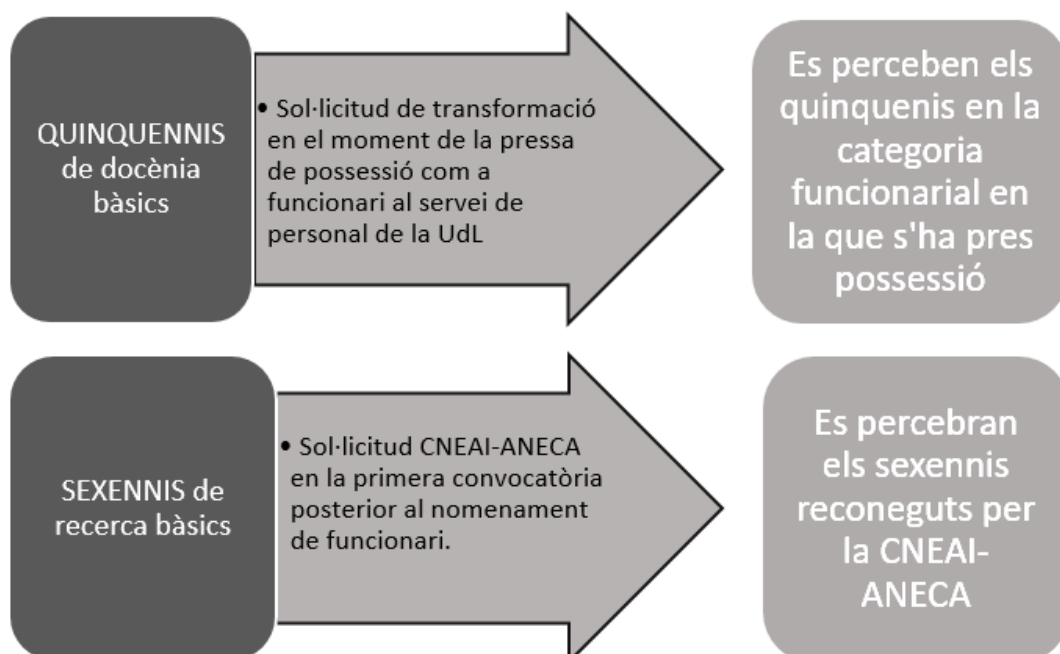 QUINQUENNIS
de docènia
bàsics
• Sol·licitud de transformació
en el moment de la pressa
de possessió com a
funcionari al servei de
personal de la UdL
Es perceben els
quinquenis en la
categoria
funcionarial en
la que s'ha pres
possessió
SEXENNIS de
recerca bàsics
• Sol·licitud CNEAI-ANECA
en la primera convocatòria
posterior al nomenament
de funcionari.
Es percebran
els sexennis
reconeguts per
la CNEAI-
ANECA